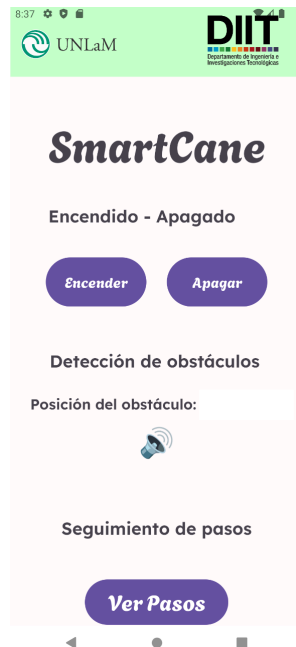 8:37
UNLaM
DIIT
Departamento de Ingeniería e
Investigaciones Tecnológicas
SmartCane
Encendido - Apagado
Encender
Apagar
Detección de obstáculos
Posición del obstáculo:
Seguimiento de pasos
Ver Pasos